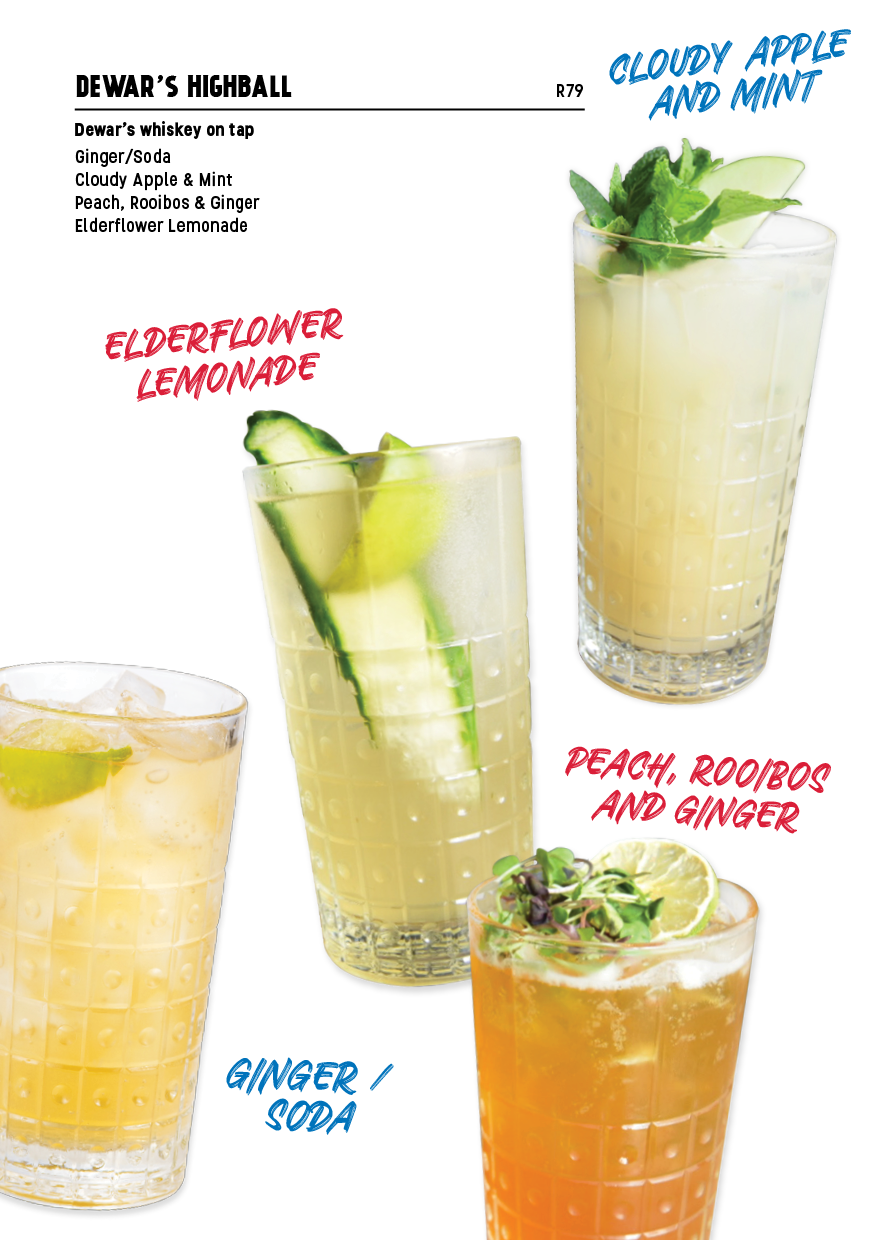 CLOUDY APPLE
AND MINT
DEWAR'S HIGHBALL R79
Dewar's whiskey on tap
Ginger/Soda
Cloudy Apple & Mint
Peach, Rooibos & Ginger
Elderflower Lemonade
ELDERFLOWER
LEMONADE
PEACH, ROOIBOS
AND GINGER
GINGER /
SODA